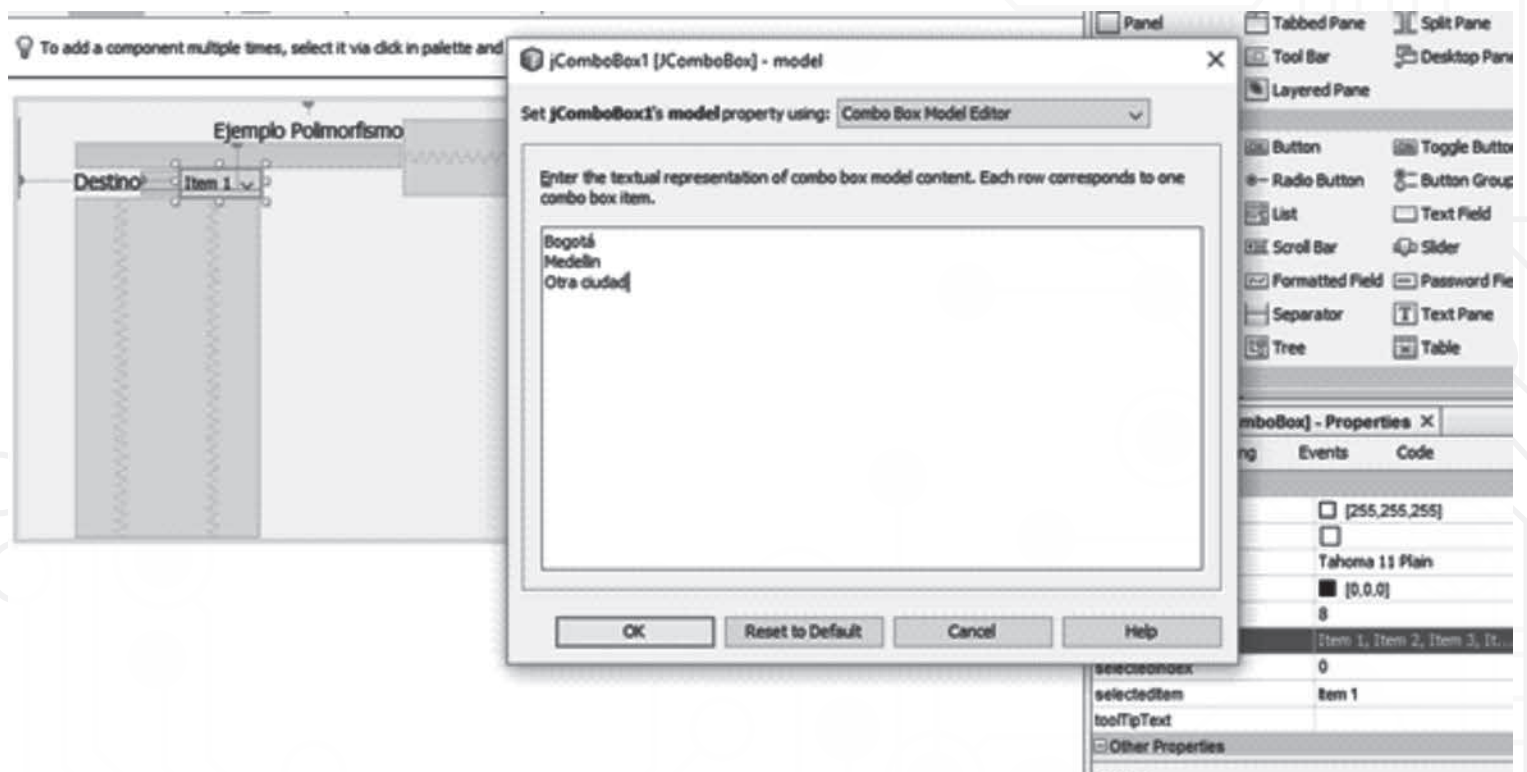 To add a component multiple times, select it via click in palette and
Ejemplo Polimorfismo
Destino
Item 1
jComboBox1 [JComboBox] - model
Set jComboBox1's model property using: Combo Box Model Editor
Enter the textual representation of combo box model content. Each row corresponds to one
combo box item.
Bogotá
Medellin
Otra ciudad
OK Reset to Default Cancel Help
Panel Tabbed Pane Split Pane
Tool Bar Desktop Pane
Layered Pane
Button Toggle Button
Radio Button Button Group
List Text Field
Scroll Bar Slider
Formatted Field Password Fie
Separator Text Pane
Tree Table
mboBox] - Properties
ng Events Code
[255,255,255]
Tahoma 11 Plain
[0,0,0]
8
Item 1, Item 2, Item 3, It...
selectedIndex 0
selectedItem Item 1
toolTipText
Other Properties